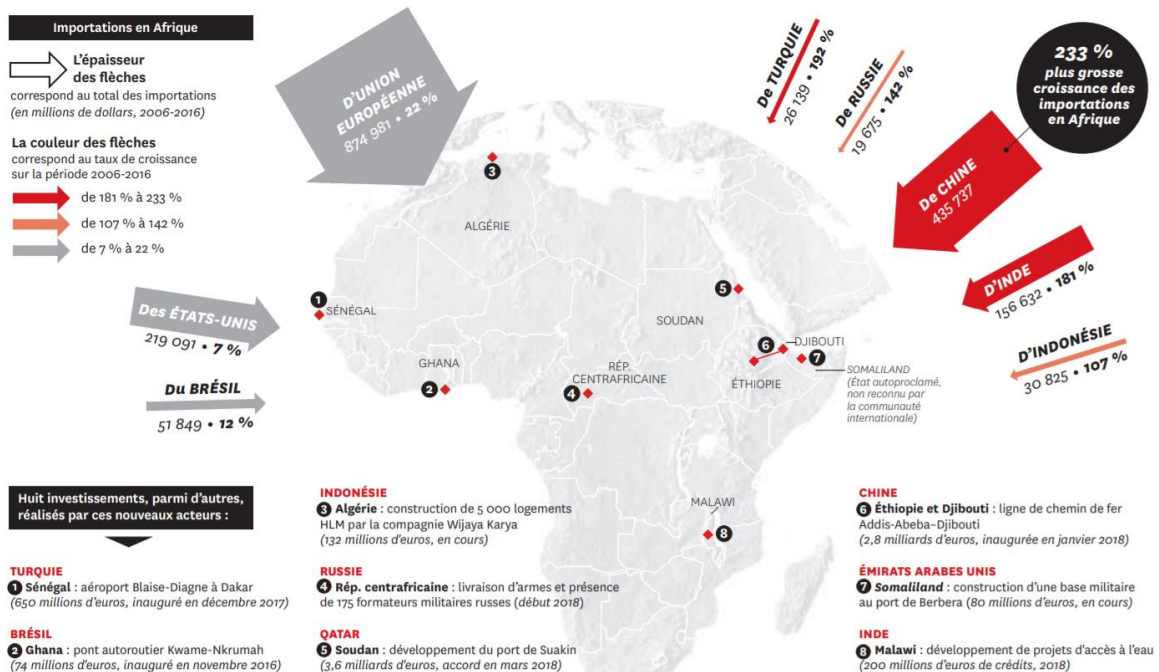 Importations en Afrique
L'épaisseur
des flèches
correspond au total des importations
(en millions de dollars, 2006-2016)
La couleur des flèches
correspond au taux de croissance
sur la période 2006-2016
de 181 % à 233 %
de 107 % à 142 %
de 7 % à 22 %
D'UNION
EUROPÉENNE
874 981 • 22 %
De TURQUIE
26 139 • 192 %
De RUSSIE
19 675 • 142 %
233 %
plus grosse
croissance des
importations
en Afrique
De CHINE
435 737
D'INDE
156 632 • 181 %
D'INDONÉSIE
30 825 • 107 %
Des ÉTATS-UNIS
219 091 • 7 %
Du BRÉSIL
51 849 • 12 %
3
ALGÉRIE
1
SÉNÉGAL
5
SOUDAN
GHANA
2
RÉP.
CENTRAFRICAINE
4
6
DJIBOUTI
7
ÉTHIOPIE
SOMALILAND
(État autoproclamé,
non reconnu par
la communauté
internationale)
MALAWI
8
Huit investissements, parmi d'autres,
réalisés par ces nouveaux acteurs :
TURQUIE
1 Sénégal : aéroport Blaise-Diagne à Dakar
(650 millions d'euros, inauguré en décembre 2017)
BRÉSIL
2 Ghana : pont autoroutier Kwame-Nkrumah
(74 millions d'euros, inauguré en novembre 2016)
INDONÉSIE
3 Algérie : construction de 5 000 logements
HLM par la compagnie Wijaya Karya
(132 millions d'euros, en cours)
RUSSIE
4 Rép. centrafricaine : livraison d'armes et présence
de 175 formateurs militaires russes (début 2018)
QATAR
5 Soudan : développement du port de Suakin
(3,6 milliards d'euros, accord en mars 2018)
CHINE
6 Éthiopie et Djibouti : ligne de chemin de fer
Addis-Abeba–Djibouti
(2,8 milliards d'euros, inaugurée en janvier 2018)
ÉMIRATS ARABES UNIS
7 Somaliland : construction d'une base militaire
au port de Berbera (80 millions d'euros, en cours)
INDE
8 Malawi : développement de projets d'accès à l'eau
(200 millions d'euros de crédits, 2018)